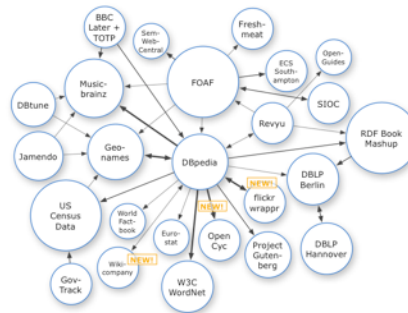 BBC
Later +
TOTP
Sem-
Web-
Central
Fresh-
meat
Open-
Guides
ECS
South-
ampton
Music-
brainz
FOAF
SIOC
DBtune
Revyu
RDF Book
Mashup
Jamendo
Geo-
names
DBpedia
DBLP
Berlin
NEW!
flickr
wrappr
US
Census
Data
World
Fact-
book
NEW!
Euro-
stat
Open
Cyc
Project
Guten-
berg
DBLP
Hannover
Wiki-
company
NEW!
Gov-
Track
W3C
WordNet